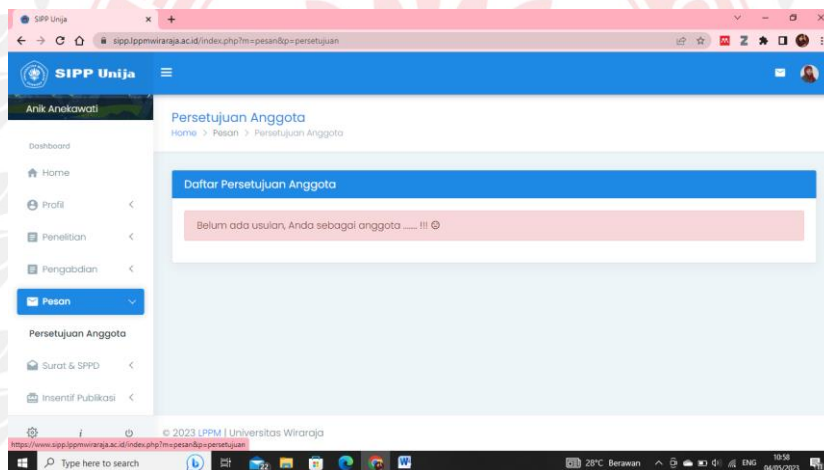 SIPP Unija
sipp.lppmwiraraja.ac.id/index.php?m=pesan&p=persetujuan
SIPP Unija
Anik Anekawati
Dashboard
Home
Profil
Penelitian
Pengabdian
Pesan
Persetujuan Anggota
Surat & SPPD
Insentif Publikasi
Persetujuan Anggota
Home > Pesan > Persetujuan Anggota
Daftar Persetujuan Anggota
Belum ada usulan, Anda sebagai anggota ...... !!! ☹
© 2023 LPPM | Universitas Wiraraja
https://www.sipp.lppmwiraraja.ac.id/index.php?m=pesan&p=persetujuan
Type here to search
28°C Berawan
ENG
10:58
04/05/2023